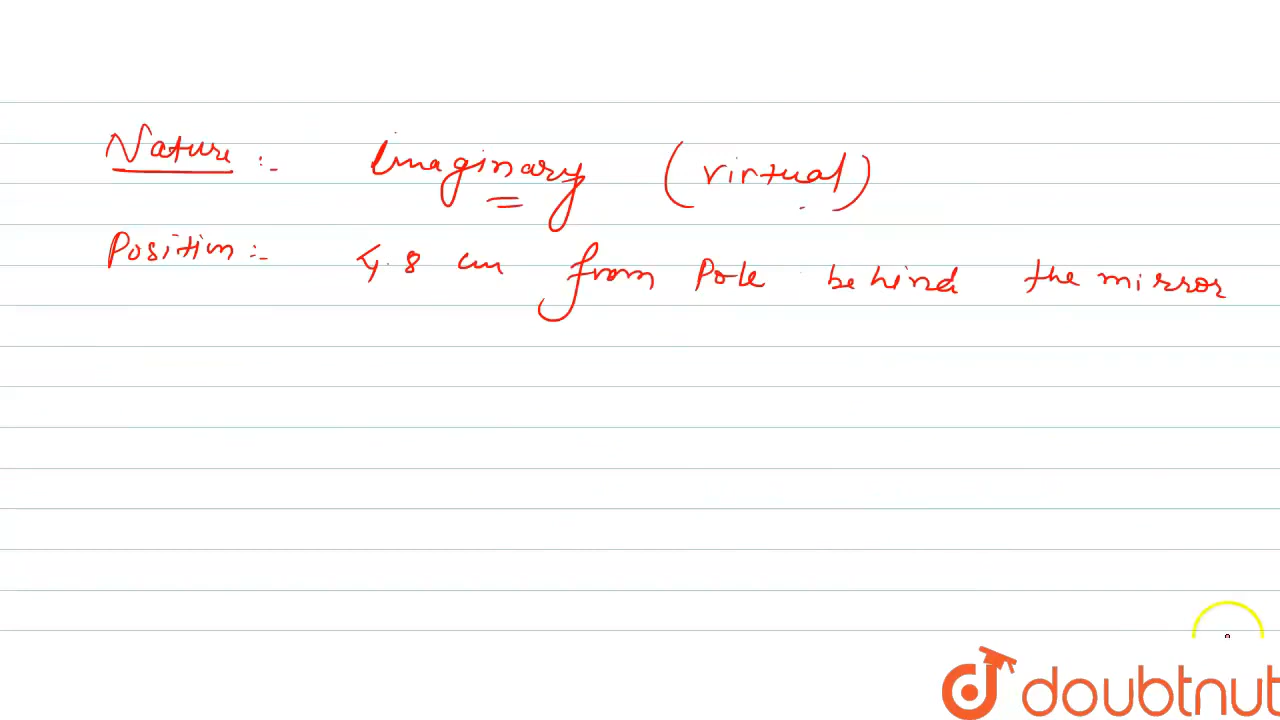 Nature :- Imaginary (virtual)
Position :- 4.8 cm from Pole behind the mirror
doubtnut